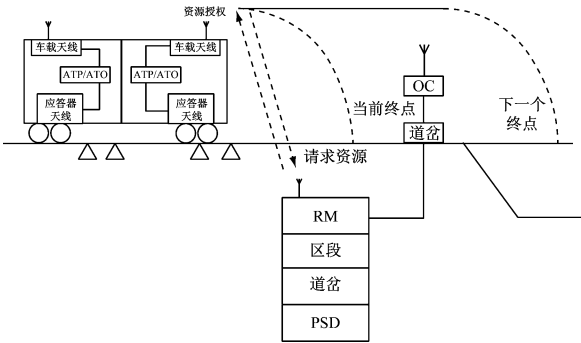 资源授权
车载天线
车载天线
ATP/ATO
ATP/ATO
应答器
天线
应答器
天线
当前终点
OC
道岔
下一个
终点
请求资源
RM
区段
道岔
PSD